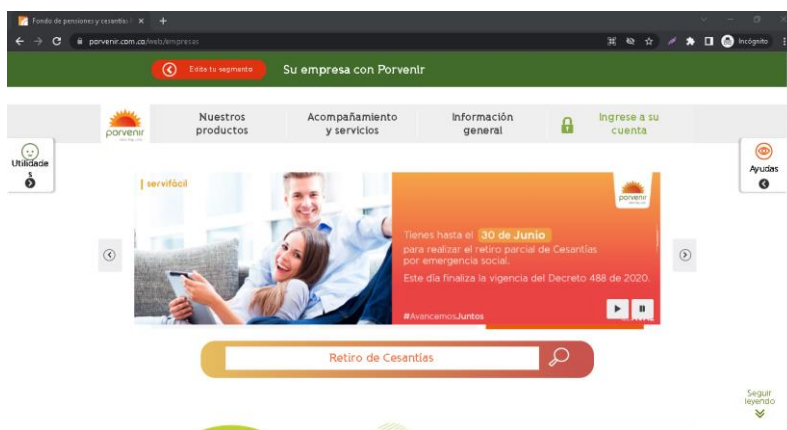 Fondo de pensiones y cesantías
porvenir.com.co/web/empresas
Incógnito
Edita tu segmento
Su empresa con Porvenir
porvenir
Nuestros
productos
Acompañamiento
y servicios
Información
general
Ingrese a su
cuenta
Utilidade
s
Ayudas
servifácil
porvenir
Tienes hasta el 30 de Junio
para realizar el retiro parcial de Cesantías
por emergencia social.
Este día finaliza la vigencia del Decreto 488 de 2020.
#AvancemosJuntos
Retiro de Cesantías
Seguir
leyendo